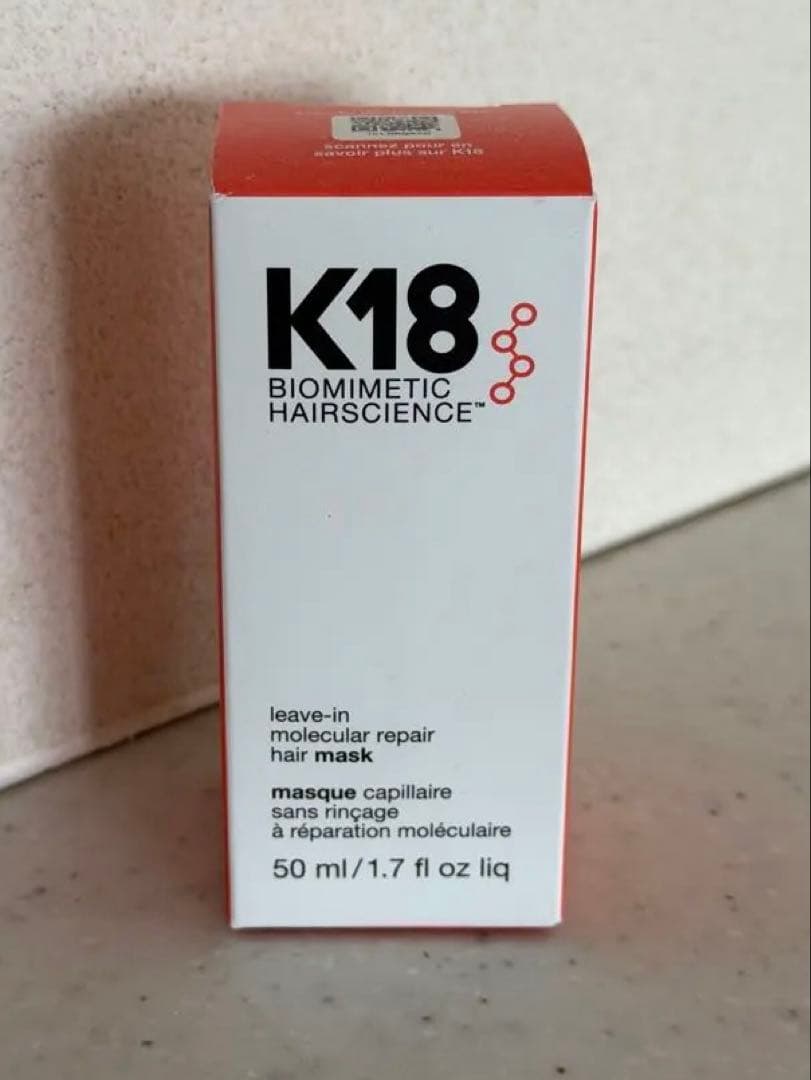 scannez pour en
savoir plus sur K18
K18
BIOMIMETIC
HAIRSCIENCE™
leave-in
molecular repair
hair mask
masque capillaire
sans rinçage
à réparation moléculaire
50 ml/1.7 fl oz liq